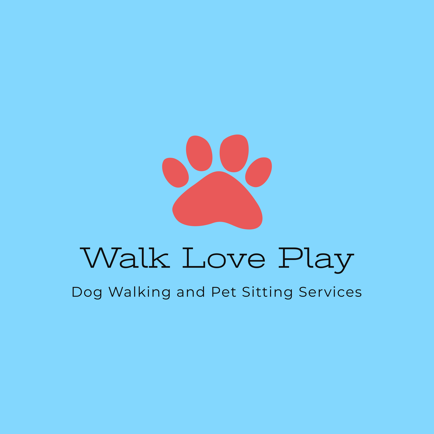 Walk Love Play
Dog Walking and Pet Sitting Services